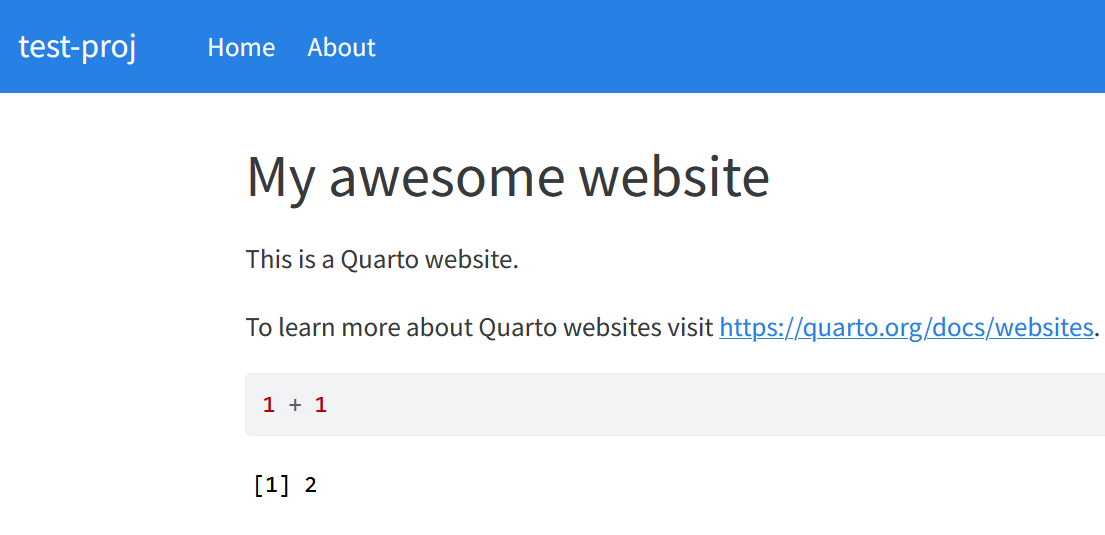 test-proj Home About
My awesome website
This is a Quarto website.
To learn more about Quarto websites visit https://quarto.org/docs/websites.
1 + 1
[1] 2